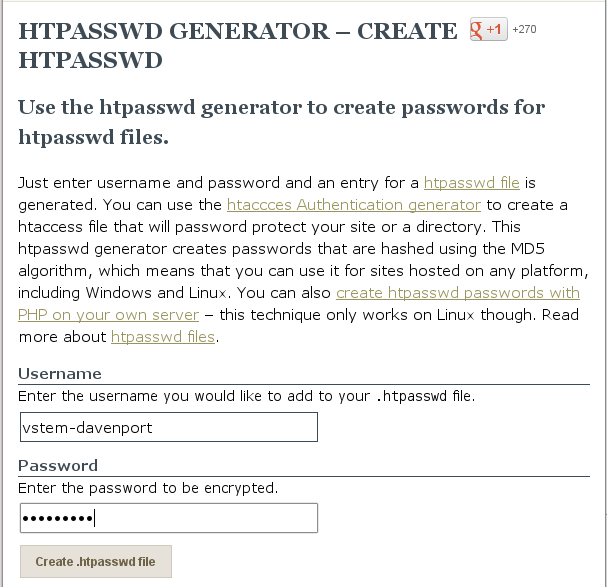 HTPASSWD GENERATOR – CREATE
HTPASSWD
g +1 +270
Use the htpasswd generator to create passwords for
htpasswd files.
Just enter username and password and an entry for a htpasswd file is
generated. You can use the htaccces Authentication generator to create a
htaccess file that will password protect your site or a directory. This
htpasswd generator creates passwords that are hashed using the MD5
algorithm, which means that you can use it for sites hosted on any platform,
including Windows and Linux. You can also create htpasswd passwords with
PHP on your own server – this technique only works on Linux though. Read
more about htpasswd files.
Username
Enter the username you would like to add to your .htpasswd file.
vstem-davenport
Password
Enter the password to be encrypted.
•••••••••
Create .htpasswd file